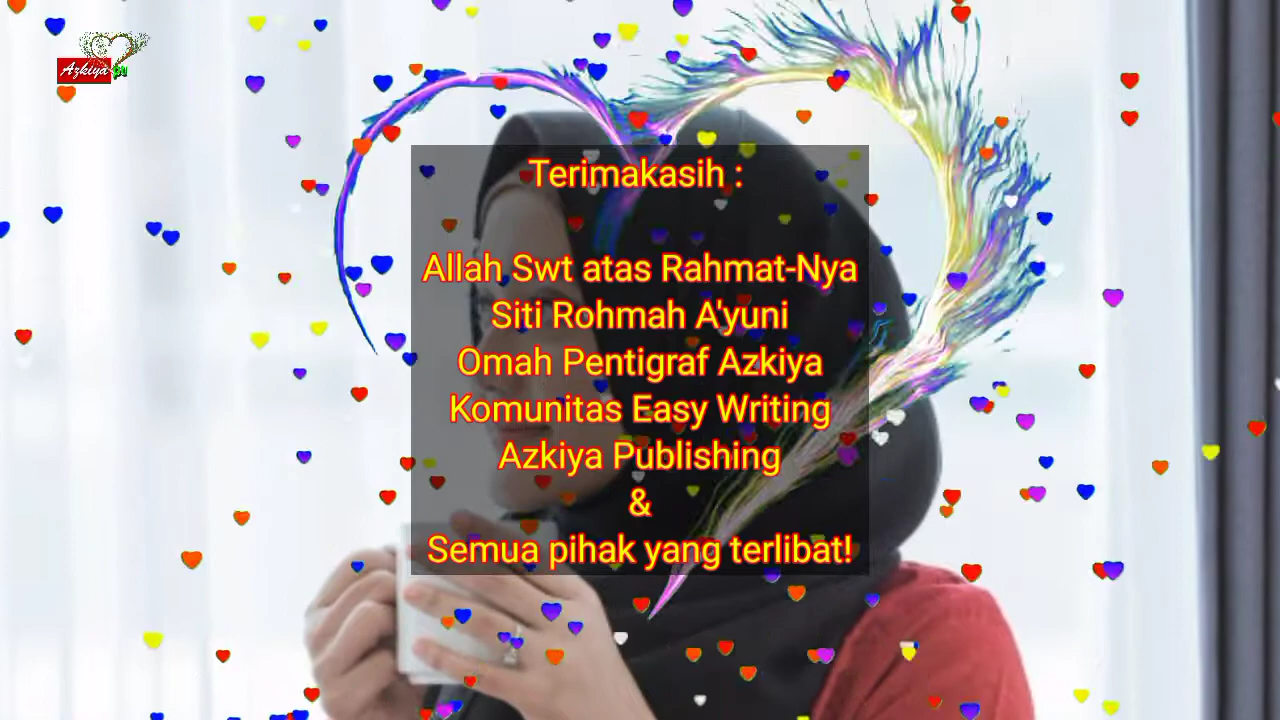 Azkiya
Terimakasih :
Allah Swt atas Rahmat-Nya
Siti Rohmah A'yuni
Omah Pentigraf Azkiya
Komunitas Easy Writing
Azkiya Publishing
&
Semua pihak yang terlibat!